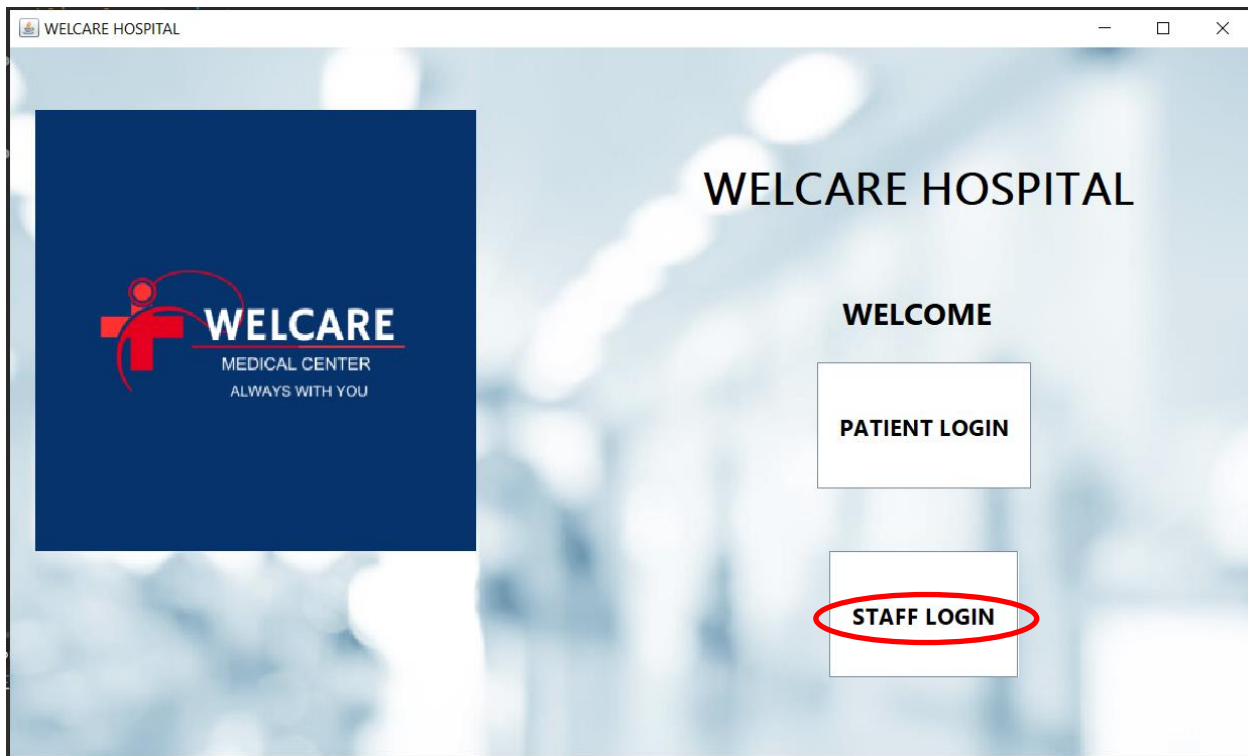 WELCARE HOSPITAL
WELCARE
MEDICAL CENTER
ALWAYS WITH YOU
WELCARE HOSPITAL
WELCOME
PATIENT LOGIN
STAFF LOGIN